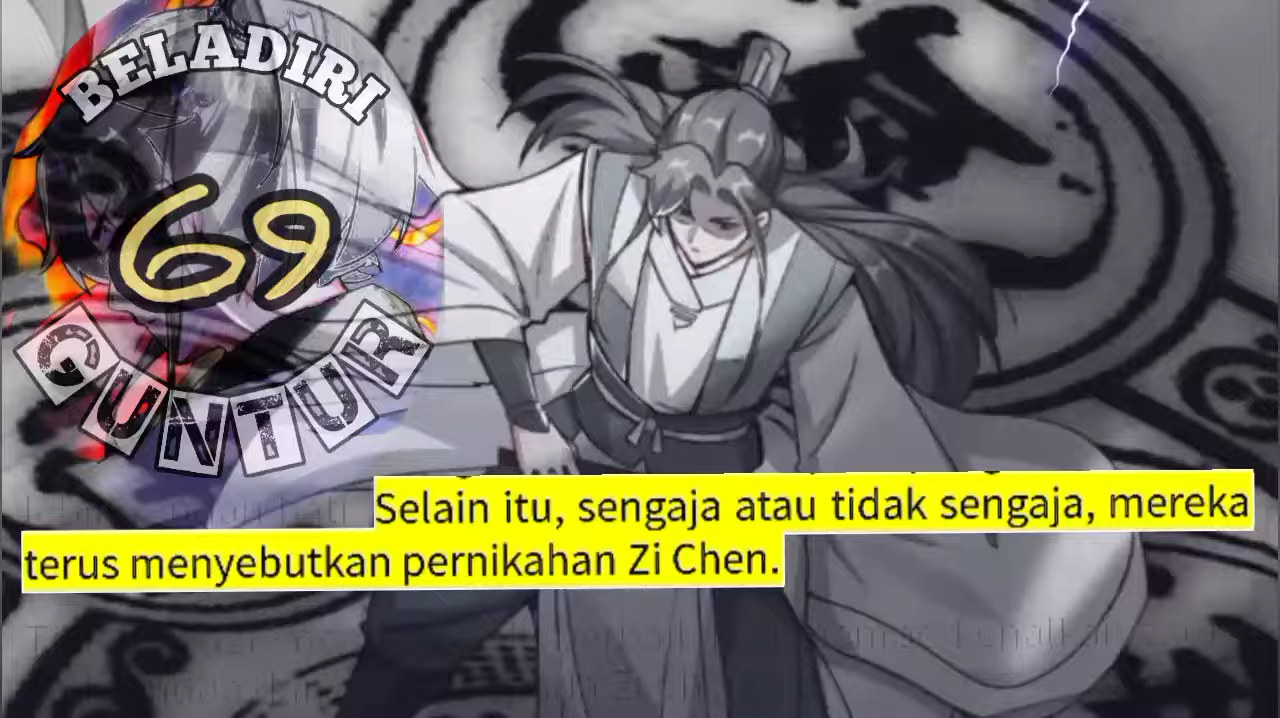 BELADIRI
69
GUNTUR
Selain itu, sengaja atau tidak sengaja, mereka
terus menyebutkan pernikahan Zi Chen.